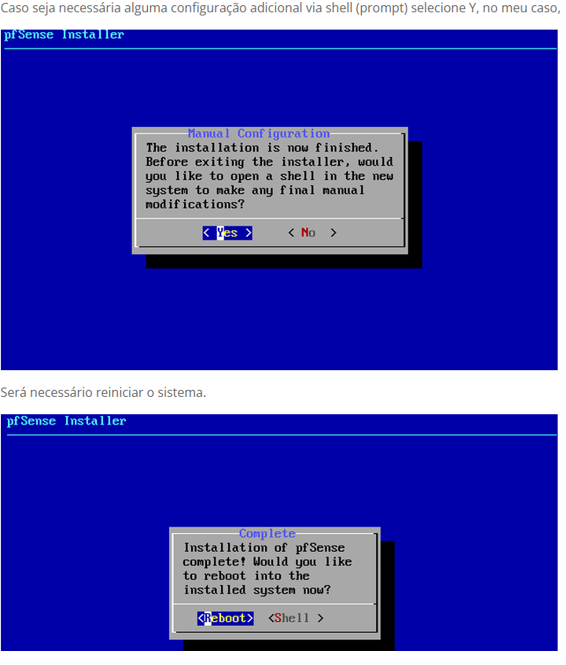 Caso seja necessária alguma configuração adicional via shell (prompt) selecione Y, no meu caso,
pfSense Installer
Manual Configuration
The installation is now finished.
Before exiting the installer, would
you like to open a shell in the new
system to make any final manual
modifications?
< Yes > < No >
Será necessário reiniciar o sistema.
pfSense Installer
Complete
Installation of pfSense
complete! Would you like
to reboot into the
installed system now?
<Reboot> <Shell >